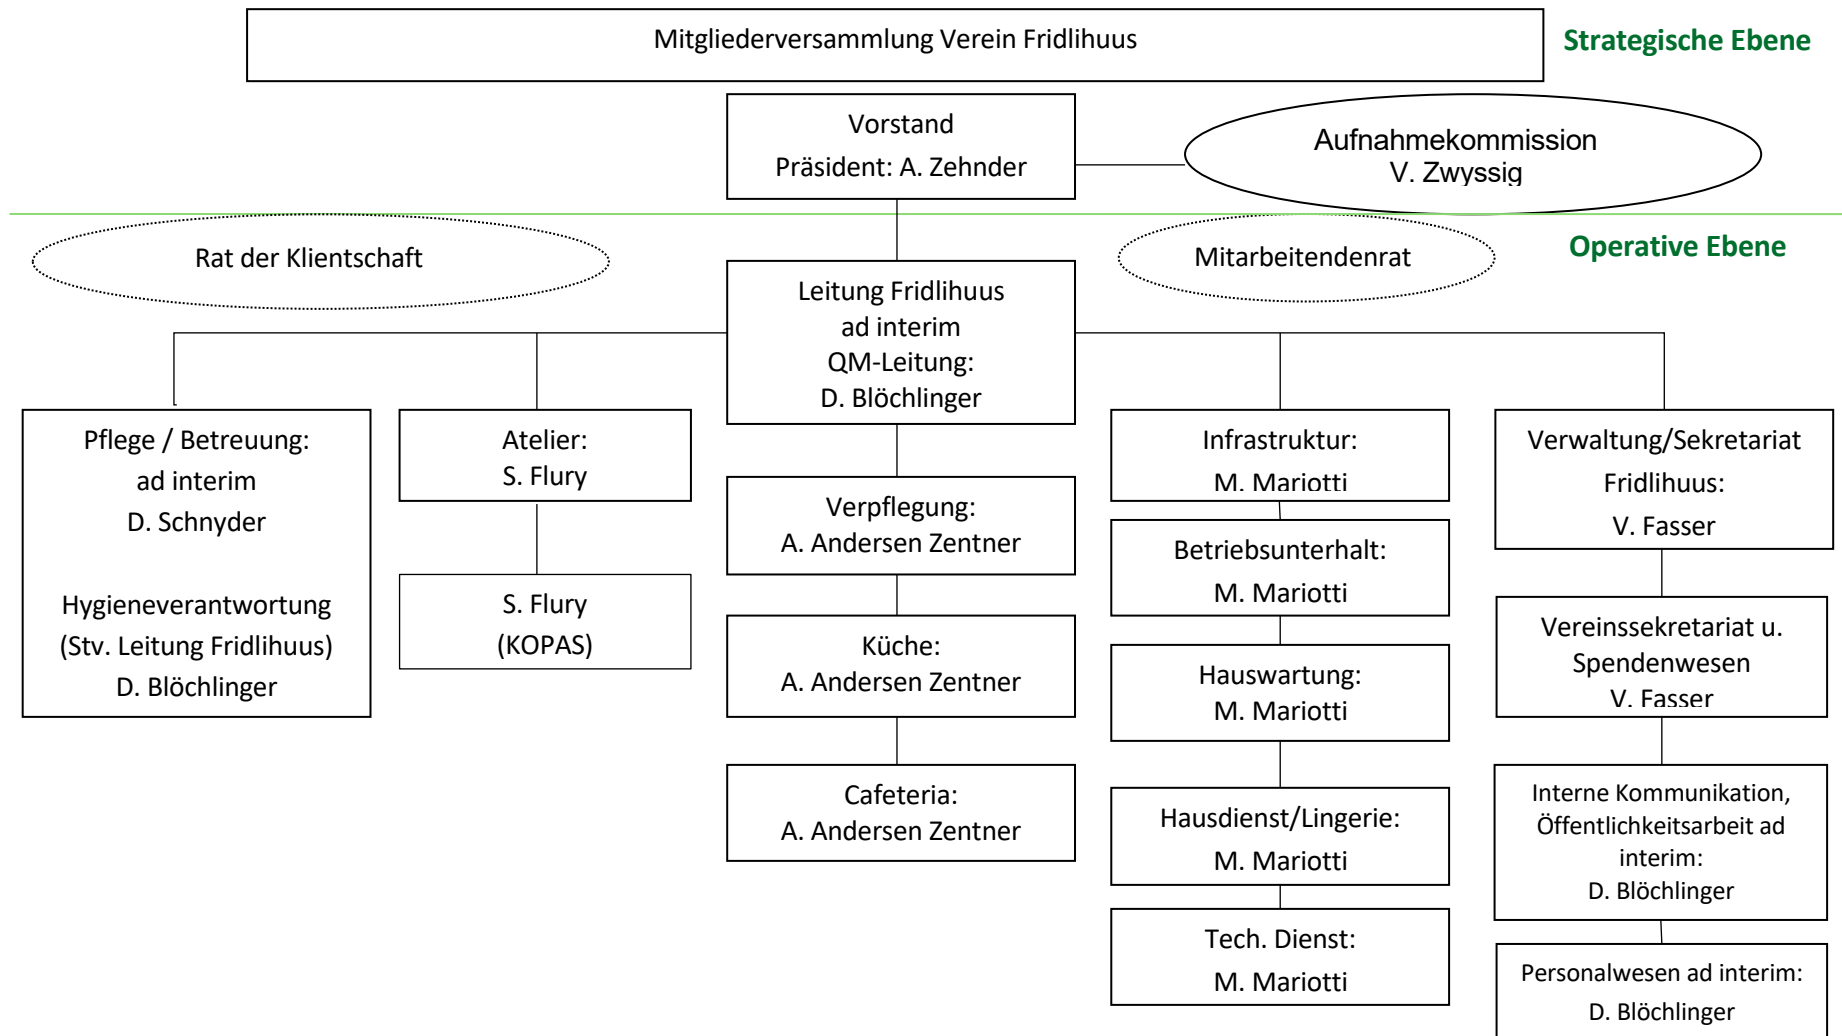 Mitgliederversammlung Verein Fridlihuus
Strategische Ebene
Vorstand
Präsident: A. Zehnder
Aufnahmekommission
V. Zwyssig
Operative Ebene
Rat der Klientschaft
Mitarbeitendenrat
Leitung Fridlihuus
ad interim
QM-Leitung:
D. Blöchlinger
Pflege / Betreuung:
ad interim
D. Schnyder
Hygieneverantwortung
(Stv. Leitung Fridlihuus)
D. Blöchlinger
Atelier:
S. Flury
S. Flury
(KOPAS)
Verpflegung:
A. Andersen Zentner
Küche:
A. Andersen Zentner
Cafeteria:
A. Andersen Zentner
Infrastruktur:
M. Mariotti
Betriebsunterhalt:
M. Mariotti
Hauswartung:
M. Mariotti
Hausdienst/Lingerie:
M. Mariotti
Tech. Dienst:
M. Mariotti
Verwaltung/Sekretariat
Fridlihuus:
V. Fasser
Vereinssekretariat u.
Spendenwesen
V. Fasser
Interne Kommunikation,
Öffentlichkeitsarbeit ad
interim:
D. Blöchlinger
Personalwesen ad interim:
D. Blöchlinger